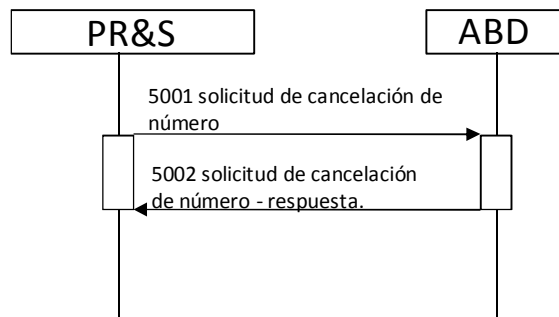 PR&S
ABD
5001 solicitud de cancelación de
número
5002 solicitud de cancelación
de número - respuesta.